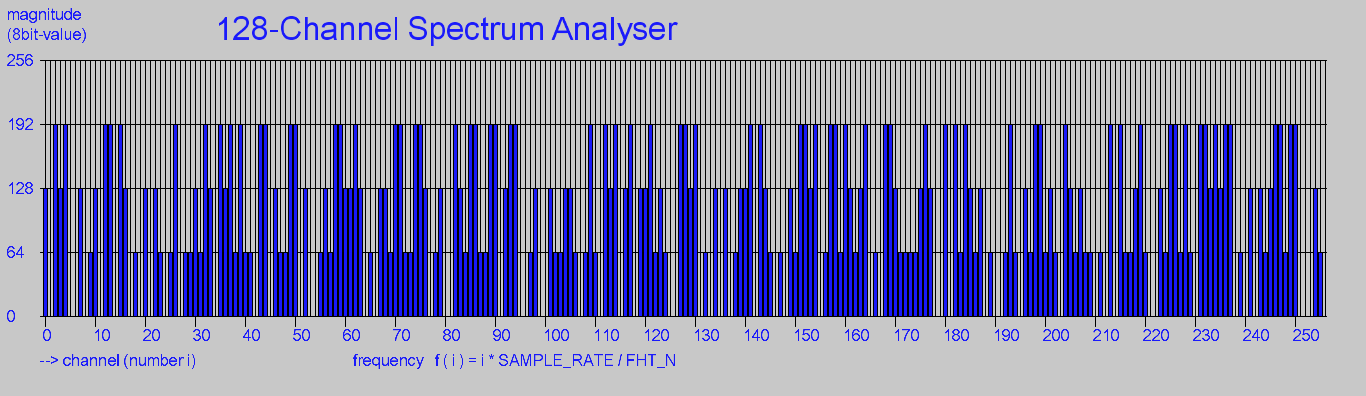 magnitude
(8bit-value)
128-Channel Spectrum Analyser
256
192
128
64
0
0 10 20 30 40 50 60 70 80 90 100 110 120 130 140 150 160 170 180 190 200 210 220 230 240 250
--> channel (number i) frequency f ( i ) = i * SAMPLE_RATE / FHT_N